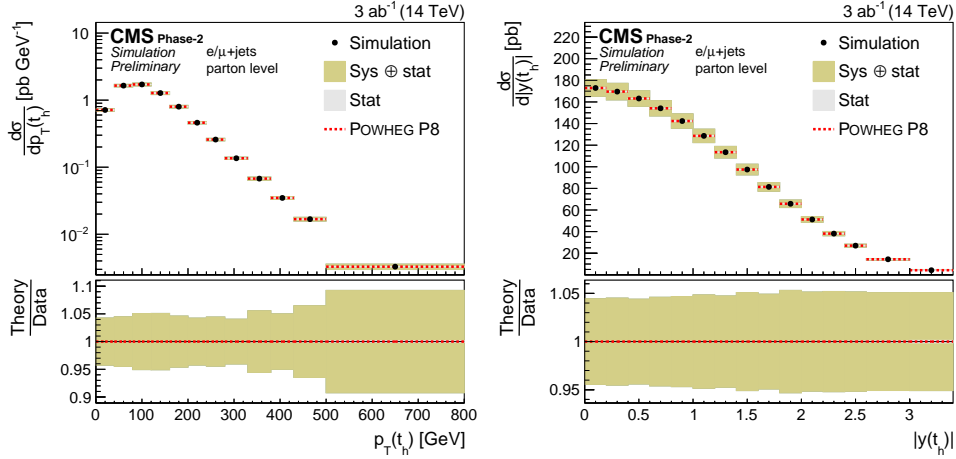 3 ab⁻¹ (14 TeV)
CMS Phase-2
Simulation
Preliminary
e/μ+jets
parton level
Simulation
Sys ⊕ stat
Stat
POWHEG P8
dσ/dp_T(t_h) [pb GeV⁻¹]
10
1
10⁻¹
10⁻²
Theory
Data
1.1
1.05
1
0.95
0.9
0 100 200 300 400 500 600 700 800
p_T(t_h) [GeV]
3 ab⁻¹ (14 TeV)
CMS Phase-2
Simulation
Preliminary
e/μ+jets
parton level
Simulation
Sys ⊕ stat
Stat
POWHEG P8
dσ/d|y(t_h)| [pb]
220
200
180
160
140
120
100
80
60
40
20
Theory
Data
1.05
1
0.95
0 0.5 1 1.5 2 2.5 3
|y(t_h)|